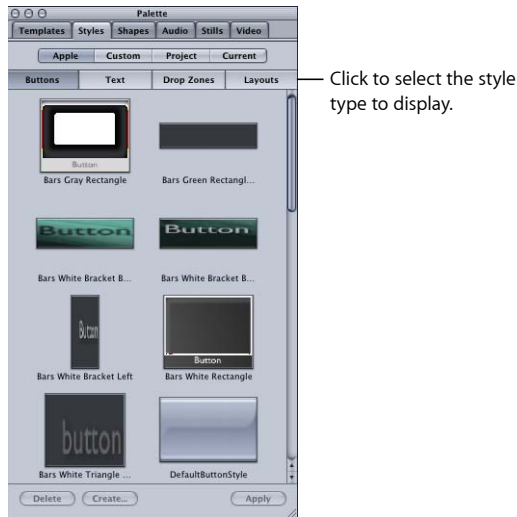 Palette
Templates Styles Shapes Audio Stills Video
Apple Custom Project Current
Buttons Text Drop Zones Layouts
Click to select the style
type to display.
Button
Bars Gray Rectangle Bars Green Rectangl...
Button Button
Bars White Bracket B... Bars White Bracket B...
Button Button
Bars White Bracket Left Bars White Rectangle
button
Bars White Triangle ... DefaultButtonStyle
Delete Create... Apply